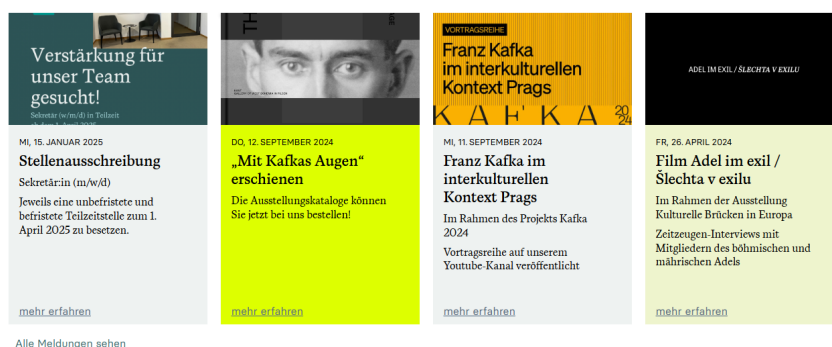 Verstärkung für
unser Team
gesucht!
Sekretär (w/m/d) in Teilzeit
ab dem 1. April 2025
MI, 15. JANUAR 2025
Stellenausschreibung
Sekretär:in (m/w/d)
Jeweils eine unbefristete und
befristete Teilzeitstelle zum 1.
April 2025 zu besetzen.
mehr erfahren
TH
DO, 12. SEPTEMBER 2024
„Mit Kafkas Augen“
erschienen
Die Ausstellungskataloge können
Sie jetzt bei uns bestellen!
mehr erfahren
VORTRAGSREIHE
Franz Kafka
im interkulturellen
Kontext Prags
KAFKA 2024
MI, 11. SEPTEMBER 2024
Franz Kafka im
interkulturellen
Kontext Prags
Im Rahmen des Projekts Kafka
2024
Vortragsreihe auf unserem
Youtube-Kanal veröffentlicht
mehr erfahren
ADEL IM EXIL / ŠLECHTA V EXILU
FR, 26. APRIL 2024
Film Adel im exil /
Šlechta v exilu
Im Rahmen der Ausstellung
Kulturelle Brücken in Europa
Zeitzeugen-Interviews mit
Mitgliedern des böhmischen und
mährischen Adels
mehr erfahren
Alle Meldungen sehen